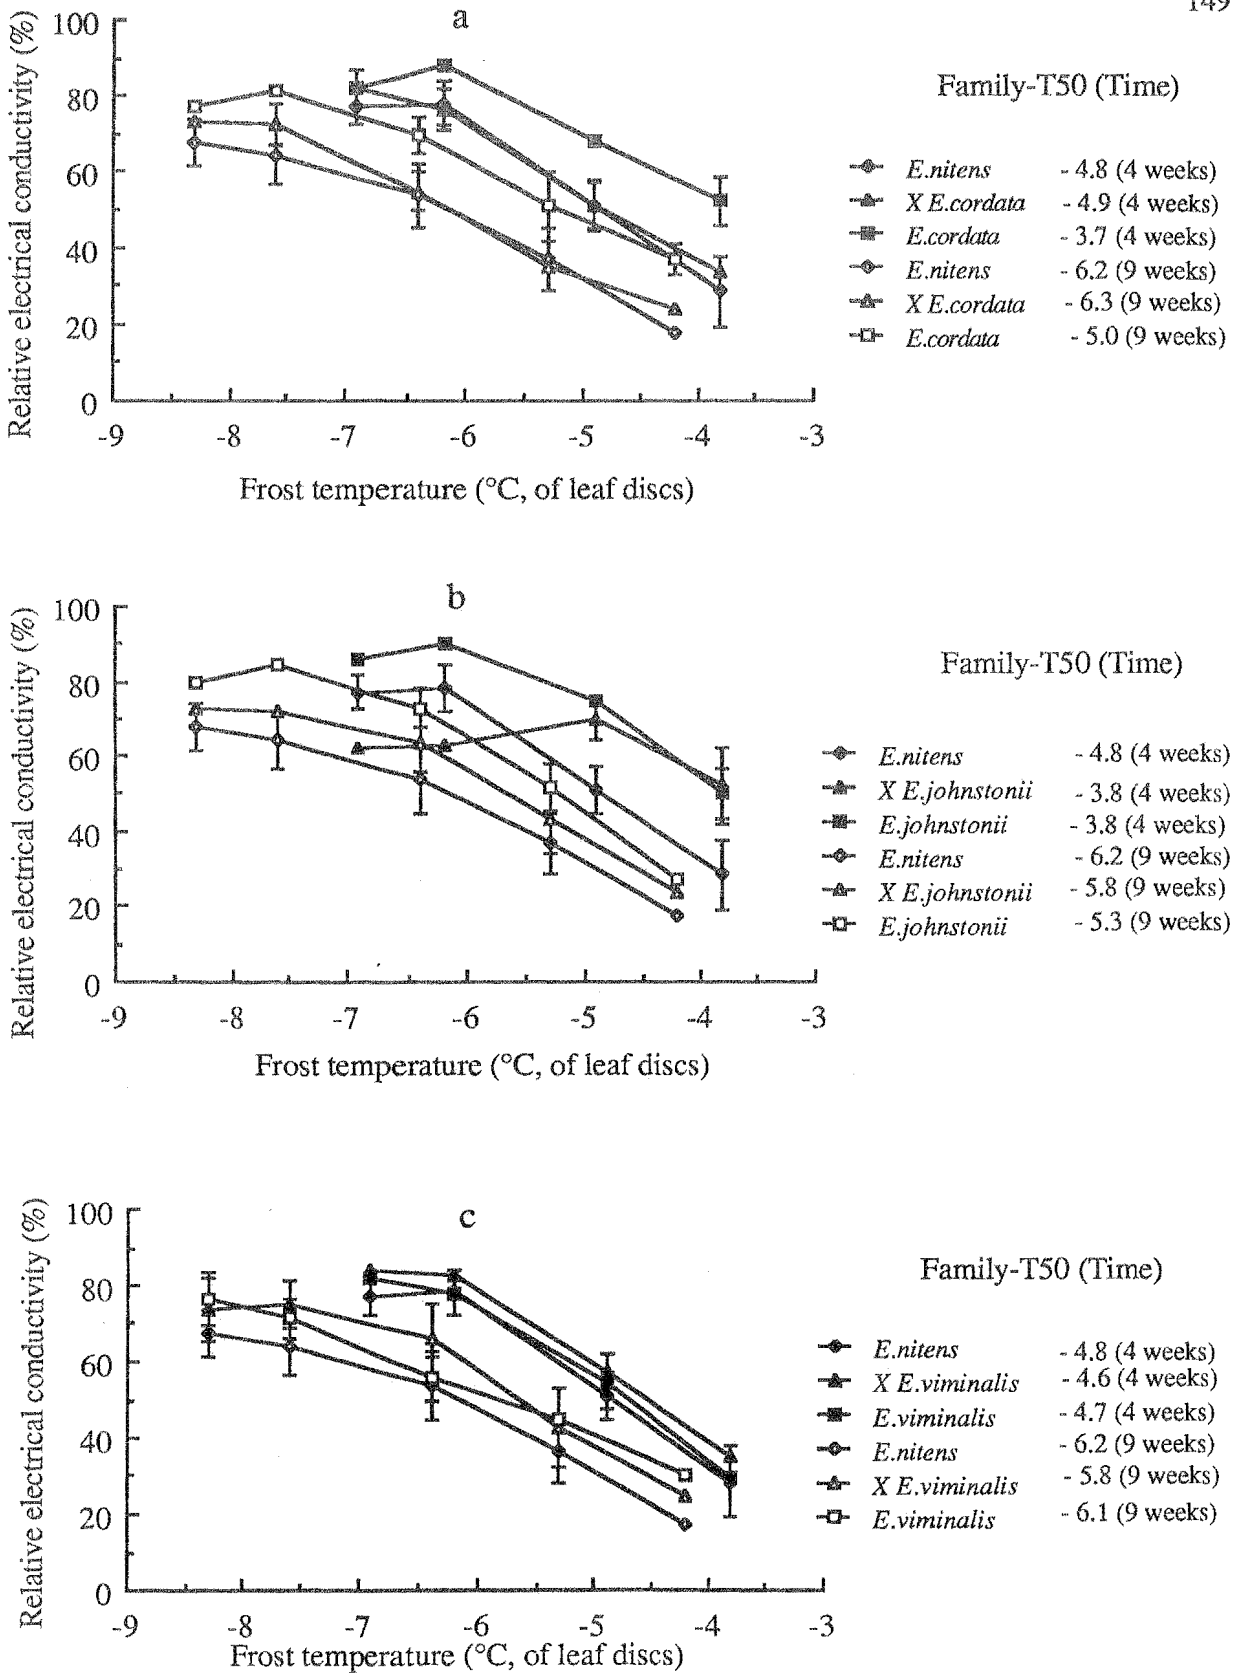 149
a
Relative electrical conductivity (%)
100
80
60
40
20
0
-9 -8 -7 -6 -5 -4 -3
Frost temperature (°C, of leaf discs)
Family-T50 (Time)
E.nitens - 4.8 (4 weeks)
X E.cordata - 4.9 (4 weeks)
E.cordata - 3.7 (4 weeks)
E.nitens - 6.2 (9 weeks)
X E.cordata - 6.3 (9 weeks)
E.cordata - 5.0 (9 weeks)
b
Relative electrical conductivity (%)
100
80
60
40
20
0
-9 -8 -7 -6 -5 -4 -3
Frost temperature (°C, of leaf discs)
Family-T50 (Time)
E.nitens - 4.8 (4 weeks)
X E.johnstonii - 3.8 (4 weeks)
E.johnstonii - 3.8 (4 weeks)
E.nitens - 6.2 (9 weeks)
X E.johnstonii - 5.8 (9 weeks)
E.johnstonii - 5.3 (9 weeks)
c
Relative electrical conductivity (%)
100
80
60
40
20
0
-9 -8 -7 -6 -5 -4 -3
Frost temperature (°C, of leaf discs)
Family-T50 (Time)
E.nitens - 4.8 (4 weeks)
X E.viminalis - 4.6 (4 weeks)
E.viminalis - 4.7 (4 weeks)
E.nitens - 6.2 (9 weeks)
X E.viminalis - 5.8 (9 weeks)
E.viminalis - 6.1 (9 weeks)